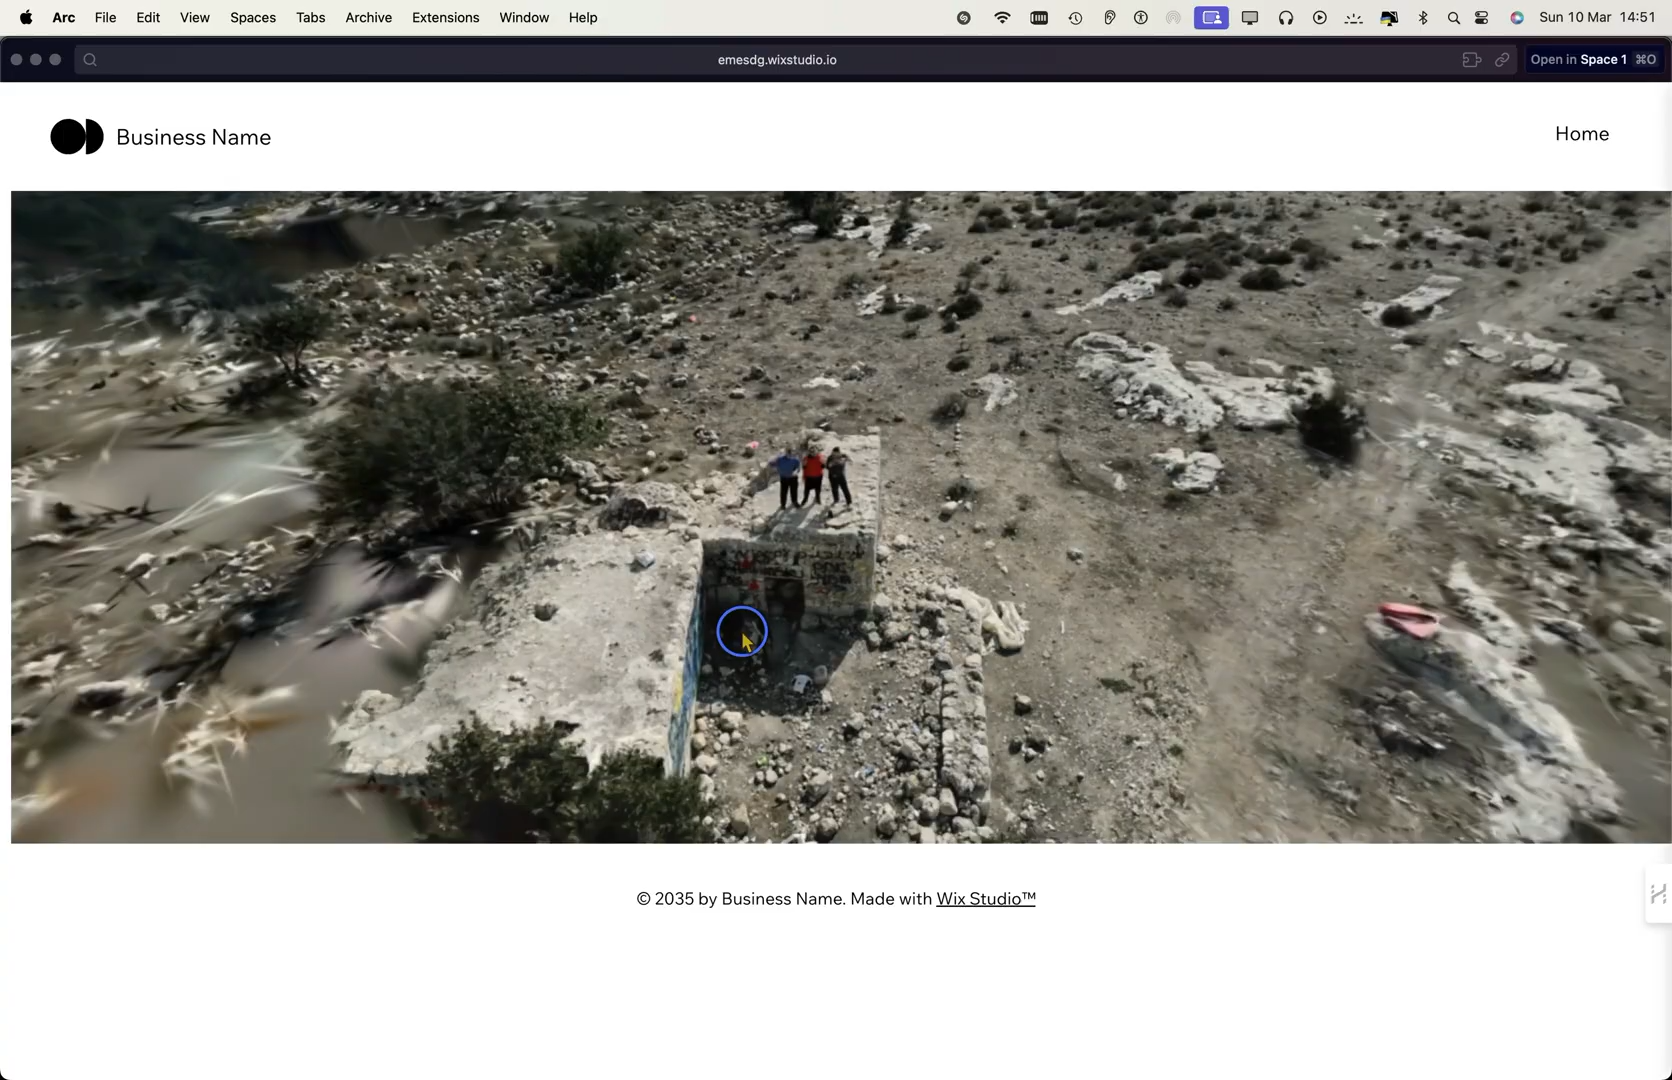 Arc File Edit View Spaces Tabs Archive Extensions Window Help Sun 10 Mar 14:51
emesdg.wixstudio.io Open in Space 1 ⌘O
Business Name Home
© 2035 by Business Name. Made with Wix Studio™